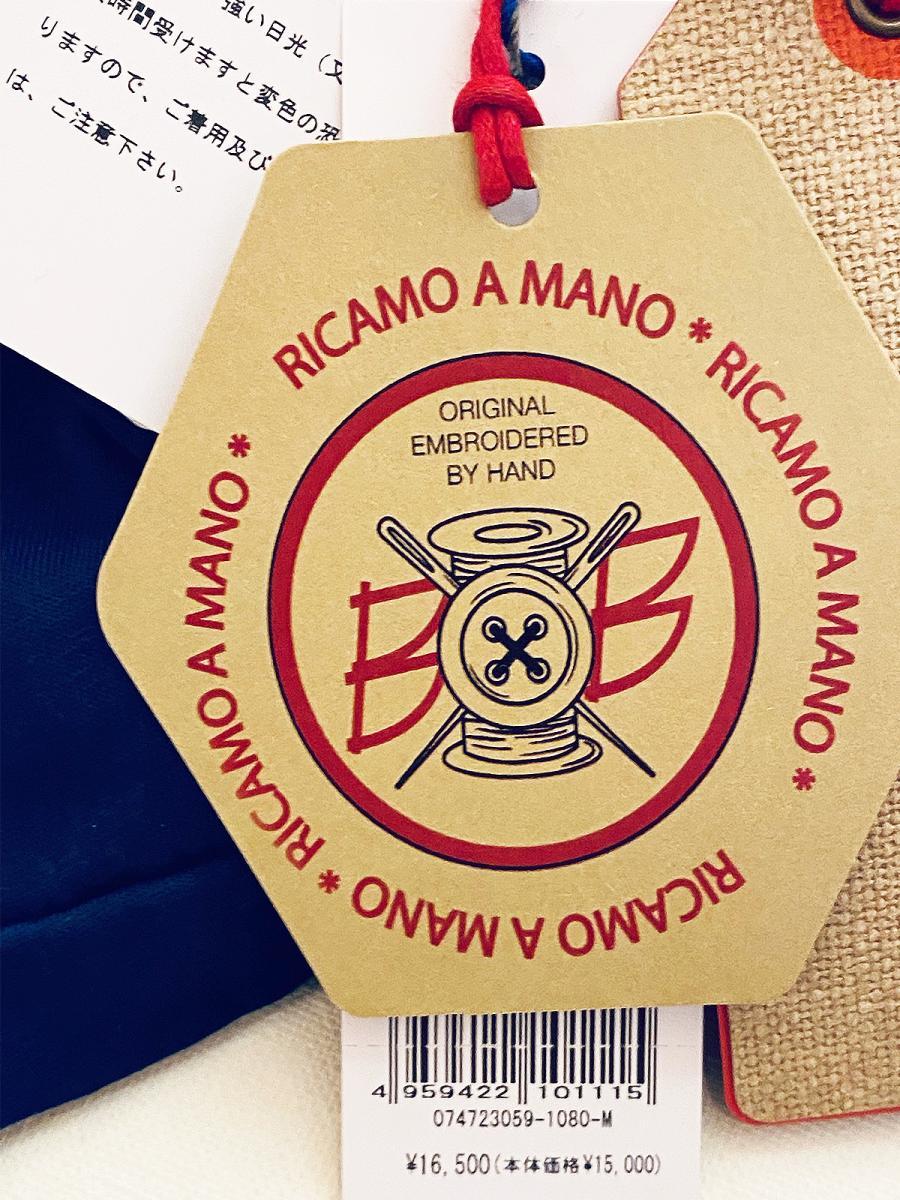 強い日光（又
時間受けますと変色の恐
りますので、ご着用及び
は、ご注意下さい。
RICAMO A MANO * RICAMO A MANO *
RICAMO A MANO * RICAMO A MANO *
ORIGINAL
EMBROIDERED
BY HAND
B B
4 959422 101115
074723059-1080-M
¥16,500(本体価格¥15,000)